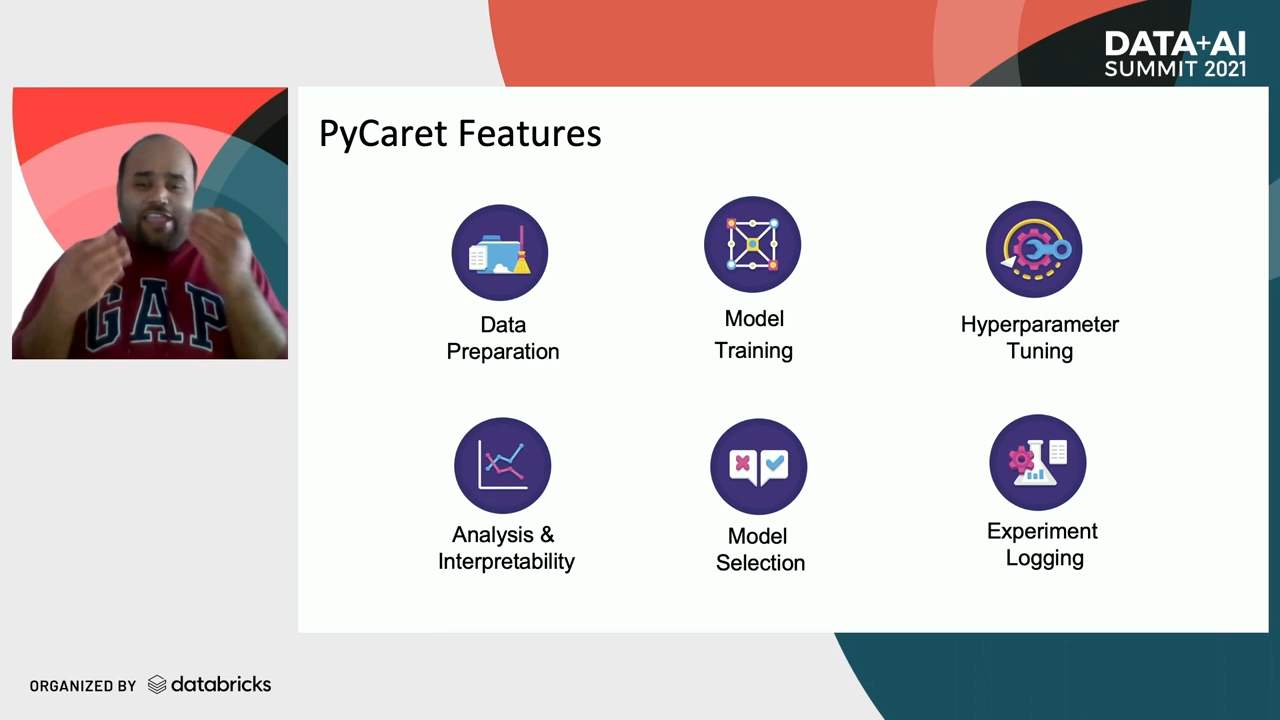 DATA+AI
SUMMIT 2021
PyCaret Features
GAP
Data
Preparation
Model
Training
Hyperparameter
Tuning
Analysis &
Interpretability
Model
Selection
Experiment
Logging
ORGANIZED BY databricks